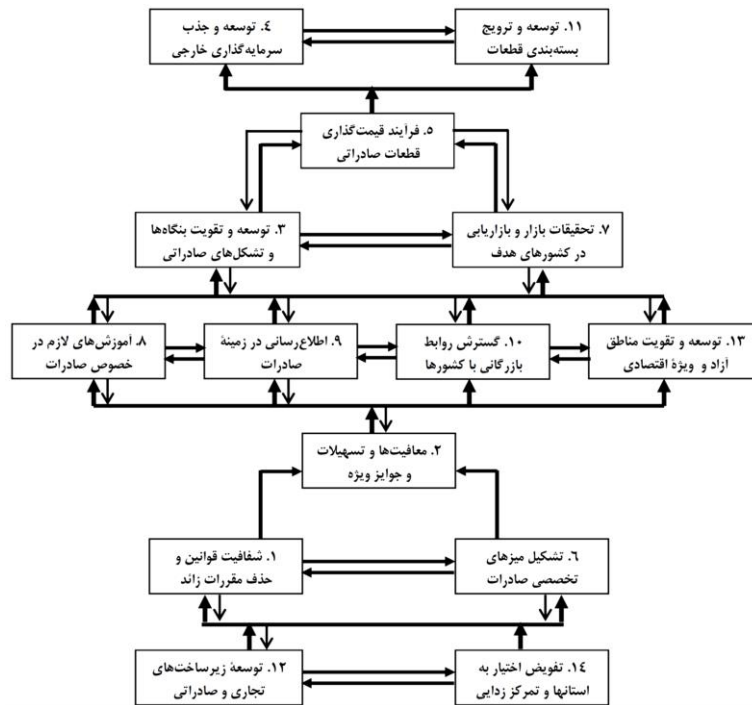 ۴. توسعه و جذب
سرمایه‌گذاری خارجی
۱۱. توسعه و ترویج
بسته‌بندی قطعات
۵. فرآیند قیمت‌گذاری
قطعات صادراتی
۳. توسعه و تقویت بنگاه‌ها
و تشکل‌های صادراتی
۷. تحقیقات بازار و بازاریابی
در کشورهای هدف
۸. آموزش‌های لازم در
خصوص صادرات
۹. اطلاع‌رسانی در زمینهٔ
صادرات
۱۰. گسترش روابط
بازرگانی با کشورها
۱۳. توسعه و تقویت مناطق
آزاد و ویژهٔ اقتصادی
۲. معافیت‌ها و تسهیلات
و جوایز ویژه
۱. شفافیت قوانین و
حذف مقررات زائد
۶. تشکیل میزهای
تخصصی صادرات
۱۲. توسعهٔ زیرساخت‌های
تجاری و صادراتی
۱۴. تفویض اختیار به
استانها و تمرکز زدایی